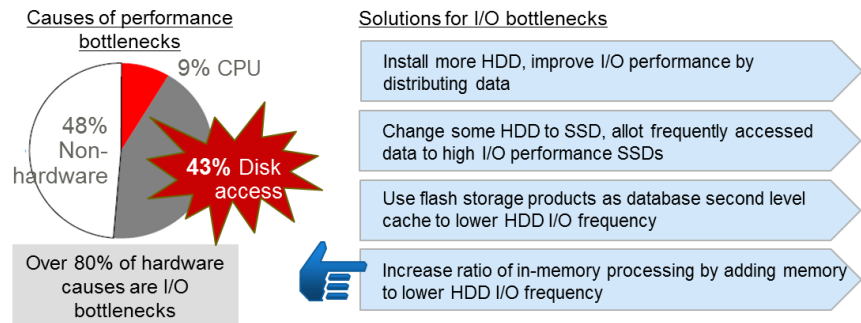 Causes of performance
bottlenecks
9% CPU
48%
Non-
hardware
43% Disk
access
Over 80% of hardware
causes are I/O
bottlenecks
Solutions for I/O bottlenecks
Install more HDD, improve I/O performance by
distributing data
Change some HDD to SSD, allot frequently accessed
data to high I/O performance SSDs
Use flash storage products as database second level
cache to lower HDD I/O frequency
Increase ratio of in-memory processing by adding memory
to lower HDD I/O frequency